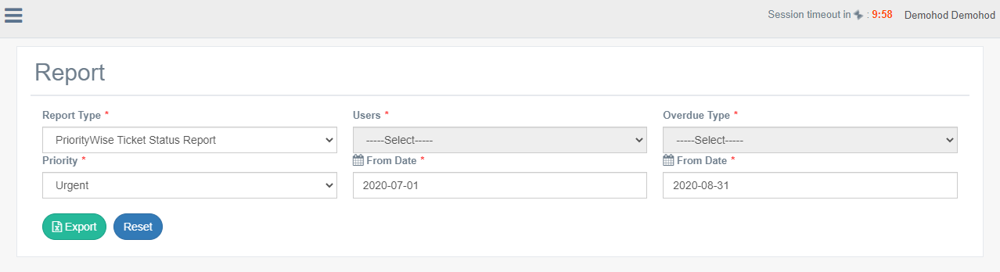 Session timeout in : 9:58 Demohod Demohod
Report
Report Type * Users * Overdue Type *
PriorityWise Ticket Status Report -----Select----- -----Select-----
Priority * From Date * From Date *
Urgent 2020-07-01 2020-08-31
Export Reset